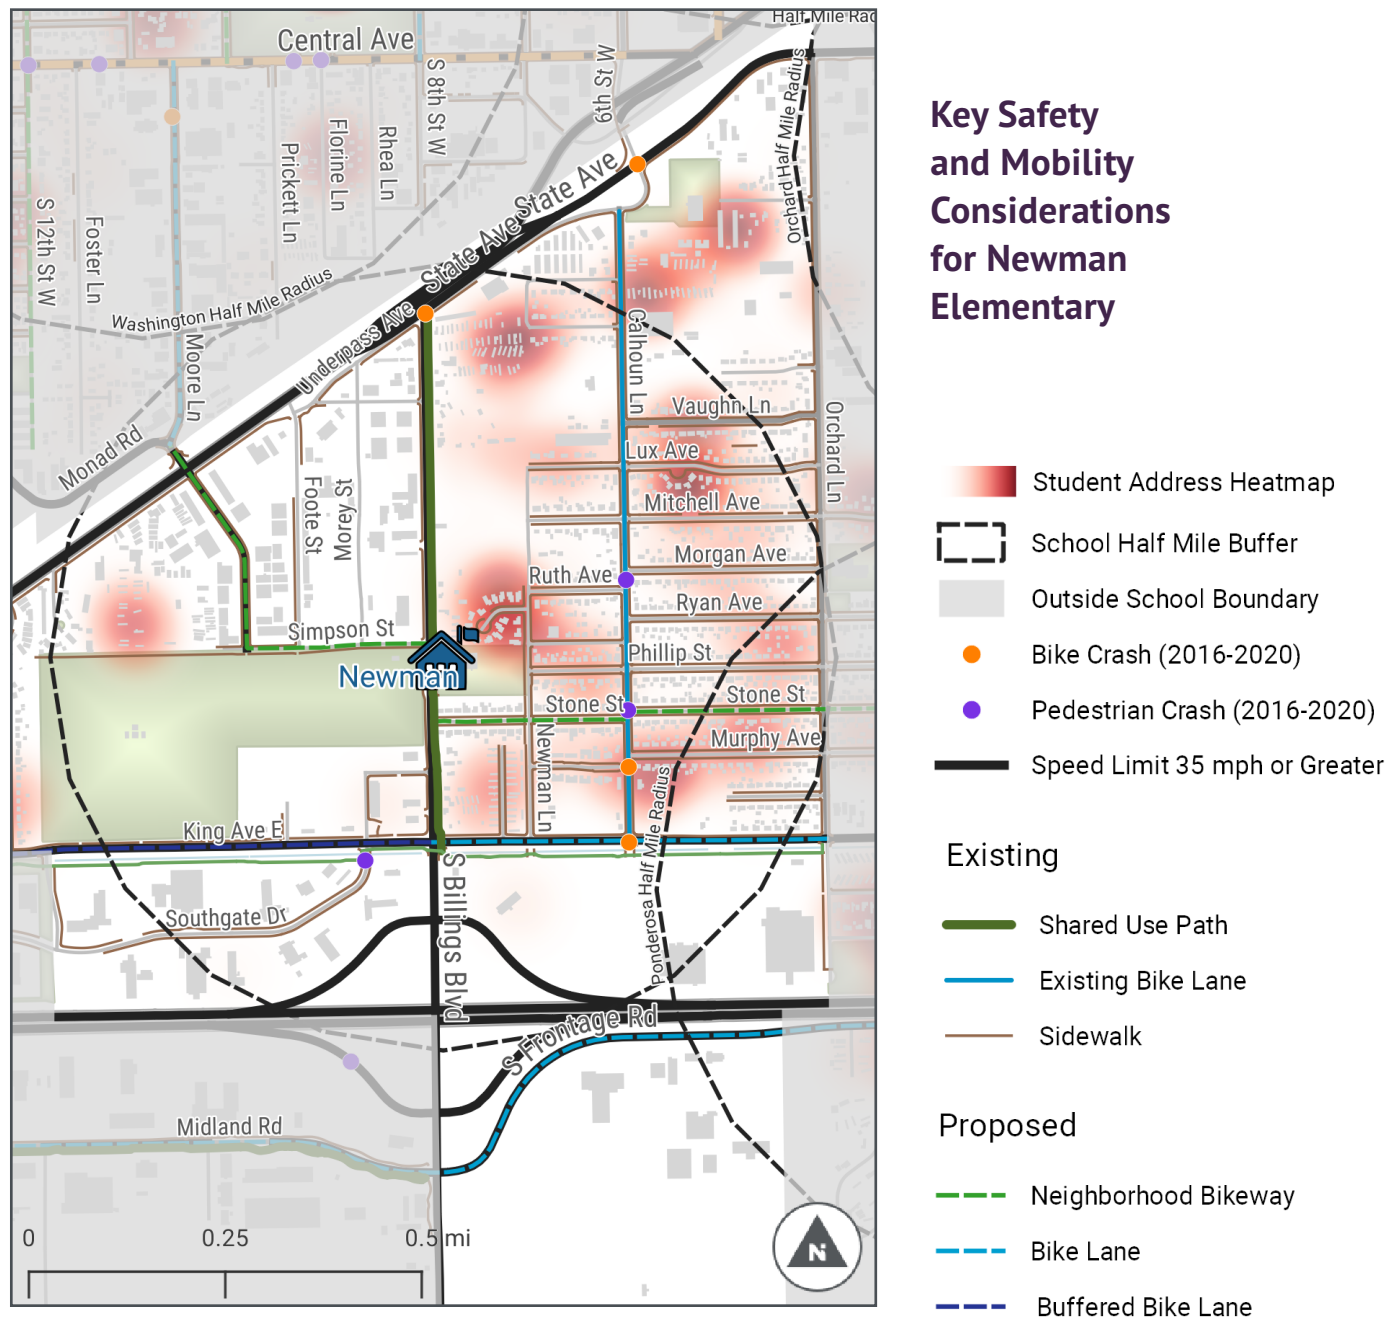 Half Mile Rad
Central Ave
S 8th St W
6th St W
Orchard Half Mile Radius
Florine Ln
Rhea Ln
Prickett Ln
S 12th St W
Foster Ln
State Ave
State Ave
Washington Half Mile Radius
Underpass Ave
Moore Ln
Calhoun Ln
Monad Rd
Vaughn Ln
Orchard Ln
Lux Ave
Foote St
Morey St
Mitchell Ave
Morgan Ave
Ruth Ave
Ryan Ave
Simpson St
Phillip St
Newman
Stone St
Stone St
Newman Ln
Murphy Ave
King Ave E
Ponderosa Half Mile Radius
S Billings Blvd
Southgate Dr
S Frontage Rd
Midland Rd
0 0.25 0.5 mi
N
Key Safety
and Mobility
Considerations
for Newman
Elementary
Student Address Heatmap
School Half Mile Buffer
Outside School Boundary
Bike Crash (2016-2020)
Pedestrian Crash (2016-2020)
Speed Limit 35 mph or Greater
Existing
Shared Use Path
Existing Bike Lane
Sidewalk
Proposed
Neighborhood Bikeway
Bike Lane
Buffered Bike Lane